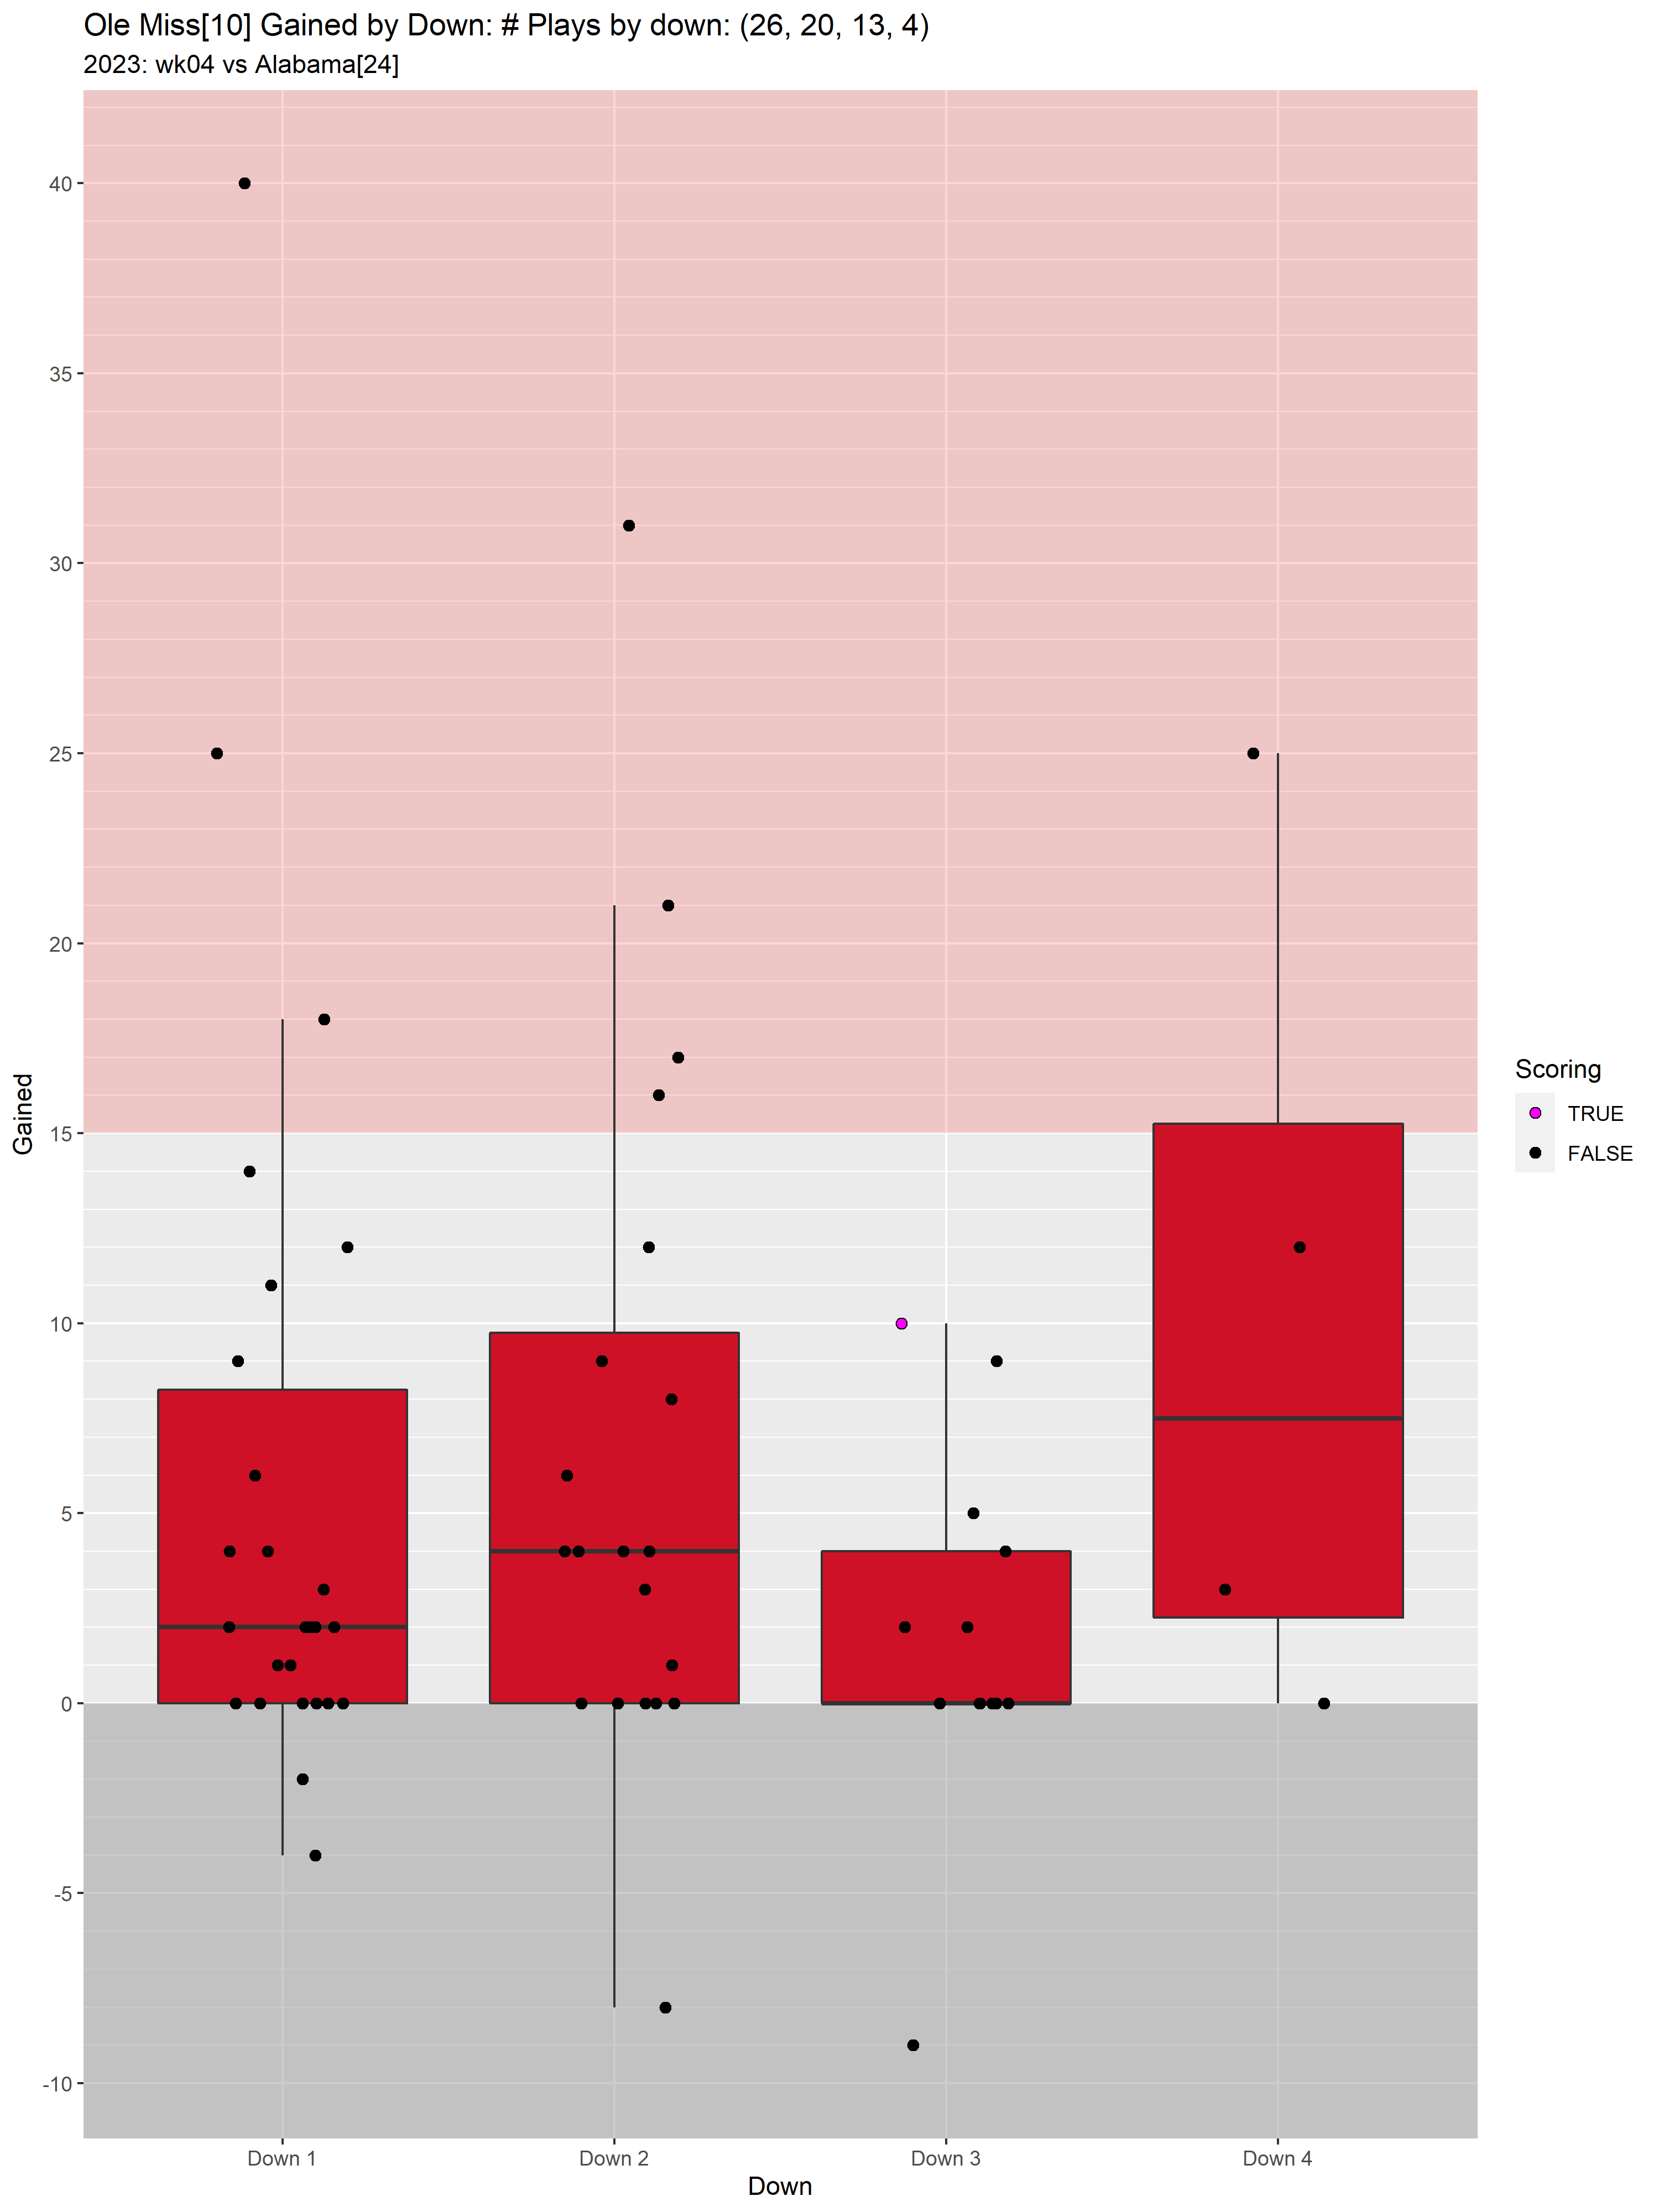 Ole Miss[10] Gained by Down: # Plays by down: (26, 20, 13, 4)
2023: wk04 vs Alabama[24]
40
35
30
25
20
15
10
5
0
-5
-10
Gained
Down 1
Down 2
Down 3
Down 4
Down
Scoring
TRUE
FALSE